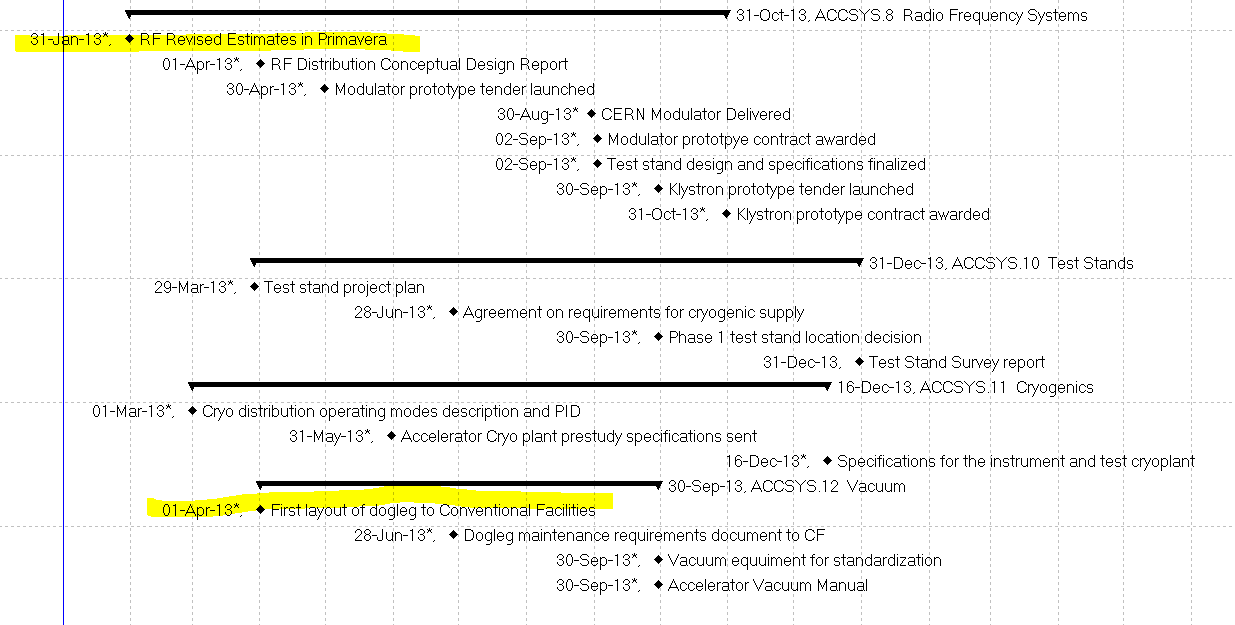 31-Oct-13, ACCSYS.8 Radio Frequency Systems
31-Jan-13*, RF Revised Estimates in Primavera
01-Apr-13*, RF Distribution Conceptual Design Report
30-Apr-13*, Modulator prototype tender launched
30-Aug-13* CERN Modulator Delivered
02-Sep-13*, Modulator prototpye contract awarded
02-Sep-13*, Test stand design and specifications finalized
30-Sep-13*, Klystron prototype tender launched
31-Oct-13*, Klystron prototype contract awarded
31-Dec-13, ACCSYS.10 Test Stands
29-Mar-13*, Test stand project plan
28-Jun-13*, Agreement on requirements for cryogenic supply
30-Sep-13*, Phase 1 test stand location decision
31-Dec-13, Test Stand Survey report
16-Dec-13, ACCSYS.11 Cryogenics
01-Mar-13*, Cryo distribution operating modes description and PID
31-May-13*, Accelerator Cryo plant prestudy specifications sent
16-Dec-13*, Specifications for the instrument and test cryoplant
30-Sep-13, ACCSYS.12 Vacuum
01-Apr-13*, First layout of dogleg to Conventional Facilities
28-Jun-13*, Dogleg maintenance requirements document to CF
30-Sep-13*, Vacuum equuiment for standardization
30-Sep-13*, Accelerator Vacuum Manual